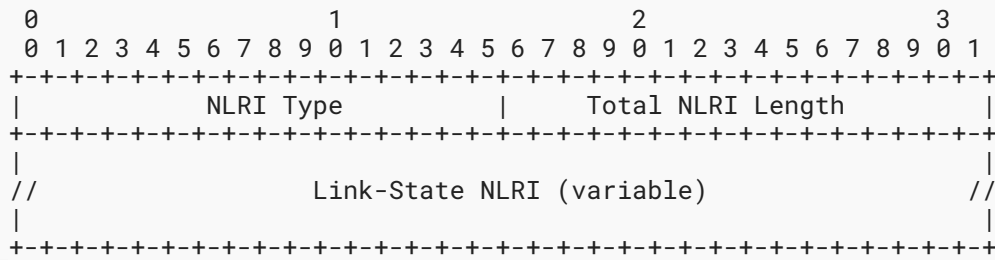 0                   1                   2                   3
 0 1 2 3 4 5 6 7 8 9 0 1 2 3 4 5 6 7 8 9 0 1 2 3 4 5 6 7 8 9 0 1
+-+-+-+-+-+-+-+-+-+-+-+-+-+-+-+-+-+-+-+-+-+-+-+-+-+-+-+-+-+-+-+-+
|            NLRI Type          |     Total NLRI Length         |
+-+-+-+-+-+-+-+-+-+-+-+-+-+-+-+-+-+-+-+-+-+-+-+-+-+-+-+-+-+-+-+-+
|                                                               |
//                  Link-State NLRI (variable)                 //
|                                                               |
+-+-+-+-+-+-+-+-+-+-+-+-+-+-+-+-+-+-+-+-+-+-+-+-+-+-+-+-+-+-+-+-+